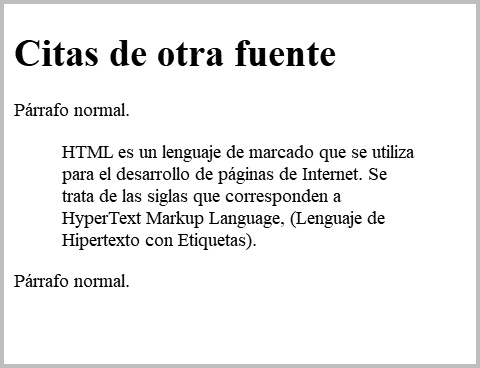 Citas de otra fuente
Párrafo normal.
HTML es un lenguaje de marcado que se utiliza
para el desarrollo de páginas de Internet. Se
trata de las siglas que corresponden a
HyperText Markup Language, (Lenguaje de
Hipertexto con Etiquetas).
Párrafo normal.